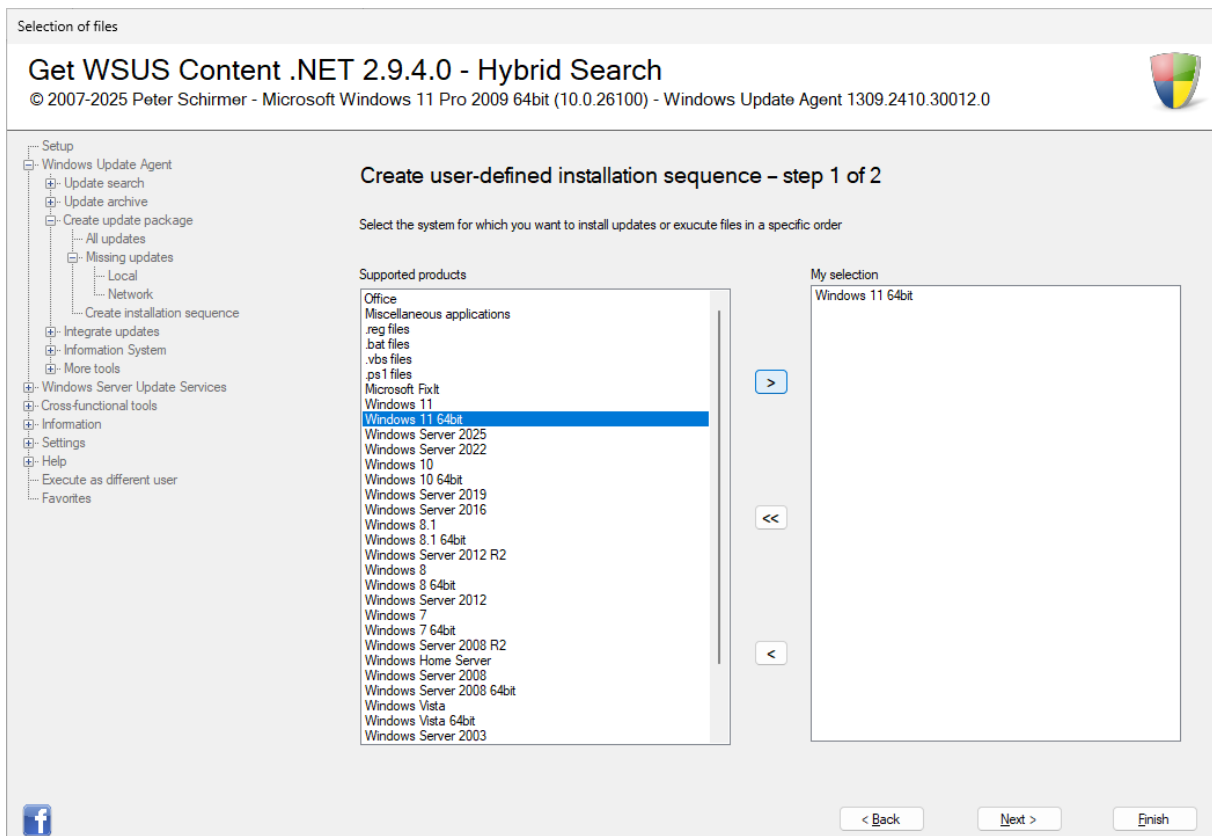 Selection of files
Get WSUS Content .NET 2.9.4.0 - Hybrid Search
© 2007-2025 Peter Schirmer - Microsoft Windows 11 Pro 2009 64bit (10.0.26100) - Windows Update Agent 1309.2410.30012.0
Setup
Windows Update Agent
Update search
Update archive
Create update package
All updates
Missing updates
Local
Network
Create installation sequence
Integrate updates
Information System
More tools
Windows Server Update Services
Cross-functional tools
Information
Settings
Help
Execute as different user
Favorites
Create user-defined installation sequence – step 1 of 2
Select the system for which you want to install updates or exucute files in a specific order
Supported products
Office
Miscellaneous applications
.reg files
.bat files
.vbs files
.ps1 files
Microsoft FixIt
Windows 11
Windows 11 64bit
Windows Server 2025
Windows Server 2022
Windows 10
Windows 10 64bit
Windows Server 2019
Windows Server 2016
Windows 8.1
Windows 8.1 64bit
Windows Server 2012 R2
Windows 8
Windows 8 64bit
Windows Server 2012
Windows 7
Windows 7 64bit
Windows Server 2008 R2
Windows Home Server
Windows Server 2008
Windows Server 2008 64bit
Windows Vista
Windows Vista 64bit
Windows Server 2003
>
<<
<
My selection
Windows 11 64bit
f
< Back
Next >
Finish